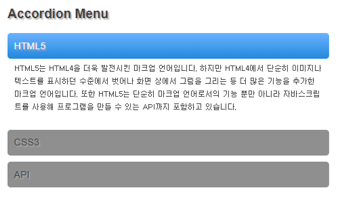 Accordion Menu
HTML5
HTML5는 HTML4을 더욱 발전시킨 마크업 언어입니다. 하지만 HTML4에서 단순히 이미지나
텍스트를 표시하던 수준에서 벗어나 화면 상에서 그림을 그리는 등 더 많은 기능을 추가한
마크업 언어입니다. 또한 HTML5는 단순히 마크업 언어로서의 기능 뿐만 아니라 자바스크립
트를 사용해 프로그램을 만들 수 있는 API까지 포함하고 있습니다.
CSS3
API